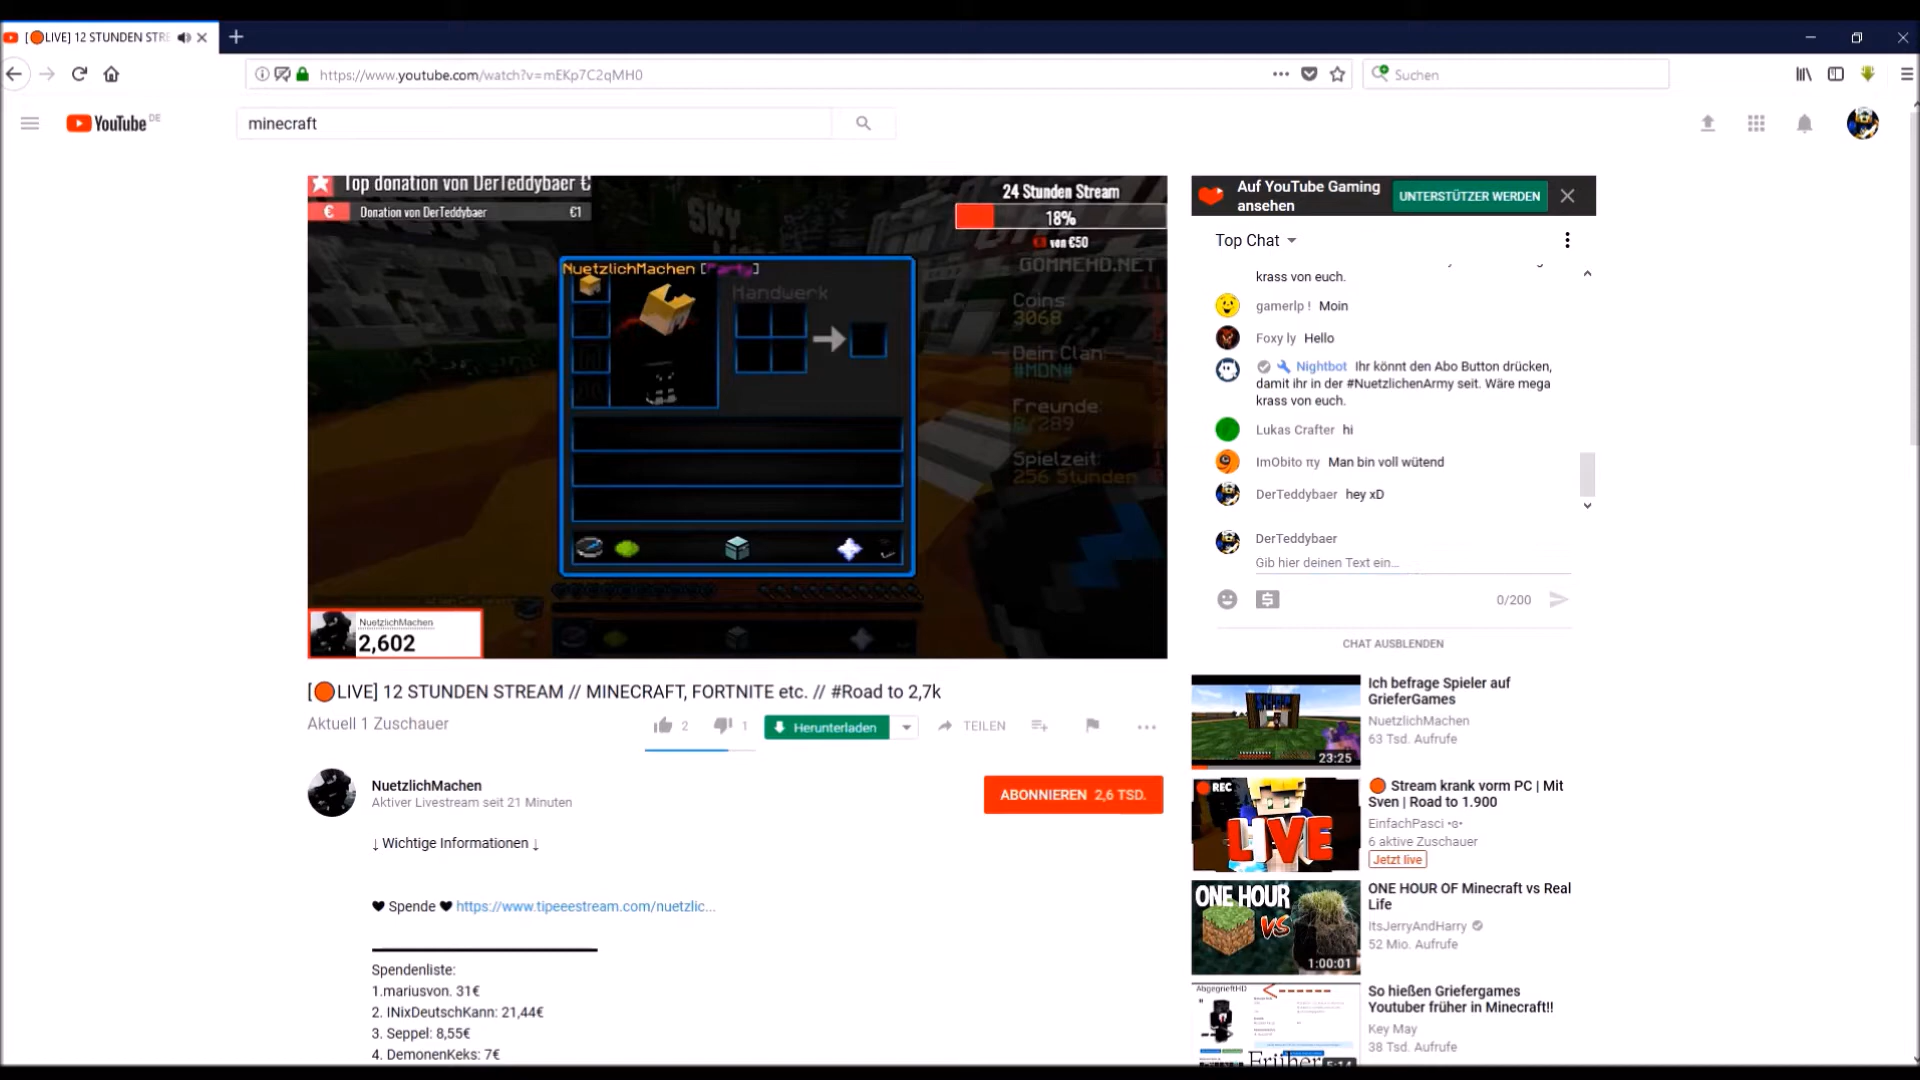 [🔴LIVE] 12 STUNDEN STRE
https://www.youtube.com/watch?v=mEKp7C2qMH0
Suchen
YouTube DE
minecraft
Top donation von DerTeddybaer €
€ Donation von DerTeddybaer €1
24 Stunden Stream
18%
von €50
SKY
GOMMEHD.NET
Coins
3068
Dein Clan:
#MDN#
Freunde:
Spielzeit:
256 Stunden
NuetzlichMachen [Party]
Handwerk
NuetzlichMachen
2,602
Auf YouTube Gaming
ansehen
UNTERSTÜTZER WERDEN
Top Chat
krass von euch.
gamerlp ! Moin
Foxy ly Hello
Nightbot Ihr könnt den Abo Button drücken,
damit ihr in der #NuetzlichenArmy seit. Wäre mega
krass von euch.
Lukas Crafter hi
ImObito πy Man bin voll wütend
DerTeddybaer hey xD
DerTeddybaer
Gib hier deinen Text ein...
0/200
CHAT AUSBLENDEN
[🔴LIVE] 12 STUNDEN STREAM // MINECRAFT, FORTNITE etc. // #Road to 2,7k
Aktuell 1 Zuschauer
2
1
Herunterladen
TEILEN
NuetzlichMachen
Aktiver Livestream seit 21 Minuten
ABONNIEREN 2,6 TSD.
↓ Wichtige Informationen ↓
♥ Spende ♥ https://www.tipeeestream.com/nuetzlic...
Spendenliste:
1.mariusvon. 31€
2. INixDeutschKann: 21,44€
3. Seppel: 8,55€
4. DemonenKeks: 7€
23:25
Ich befrage Spieler auf
GrieferGames
NuetzlichMachen
63 Tsd. Aufrufe
REC
LIVE
🔴 Stream krank vorm PC | Mit
Sven | Road to 1.900
EinfachPasci •ɞ•
6 aktive Zuschauer
Jetzt live
ONE HOUR
VS
1:00:01
ONE HOUR OF Minecraft vs Real
Life
ItsJerryAndHarry
52 Mio. Aufrufe
AbgegrieftHD
Früher
5:14
So hießen Griefergames
Youtuber früher in Minecraft!!
Key May
38 Tsd. Aufrufe